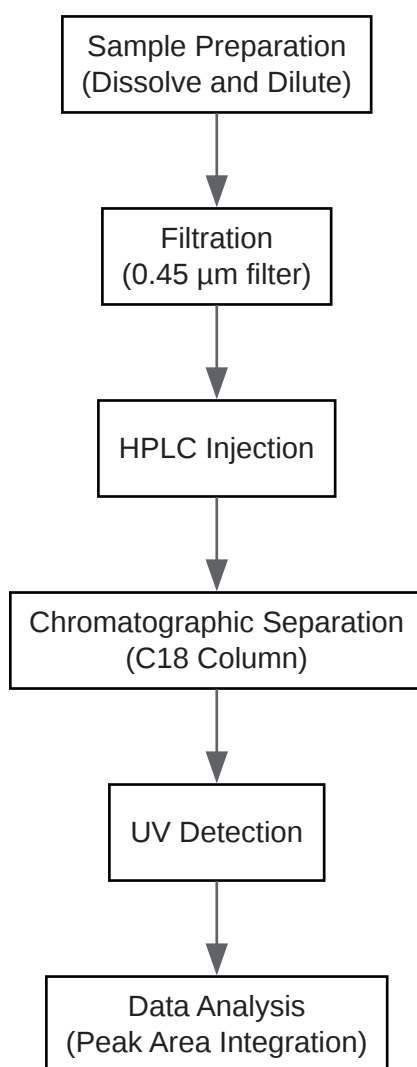 Sample Preparation
(Dissolve and Dilute)
Filtration
(0.45 µm filter)
HPLC Injection
Chromatographic Separation
(C18 Column)
UV Detection
Data Analysis
(Peak Area Integration)